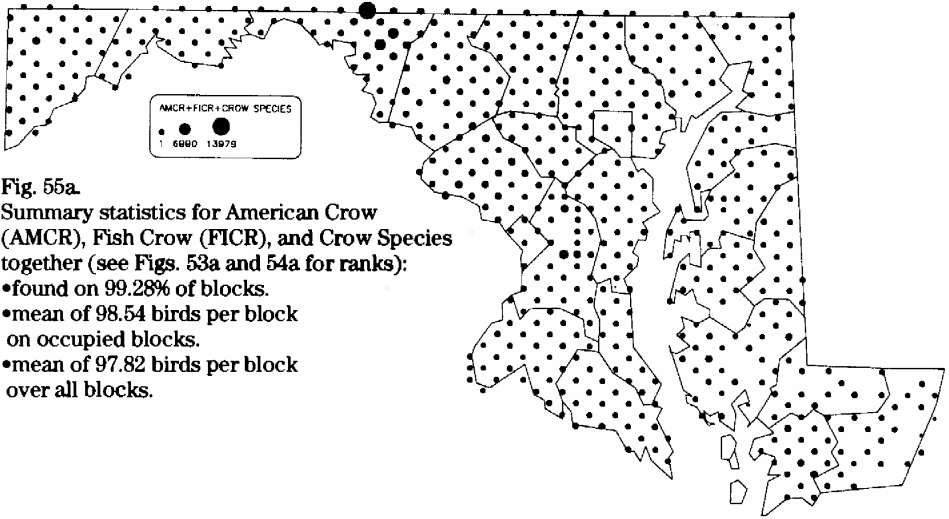 AMCR+FICR+CROW SPECIES
1 6990 13979
Fig. 55a.
Summary statistics for American Crow
(AMCR), Fish Crow (FICR), and Crow Species
together (see Figs. 53a and 54a for ranks):
•found on 99.28% of blocks.
•mean of 98.54 birds per block
on occupied blocks.
•mean of 97.82 birds per block
over all blocks.